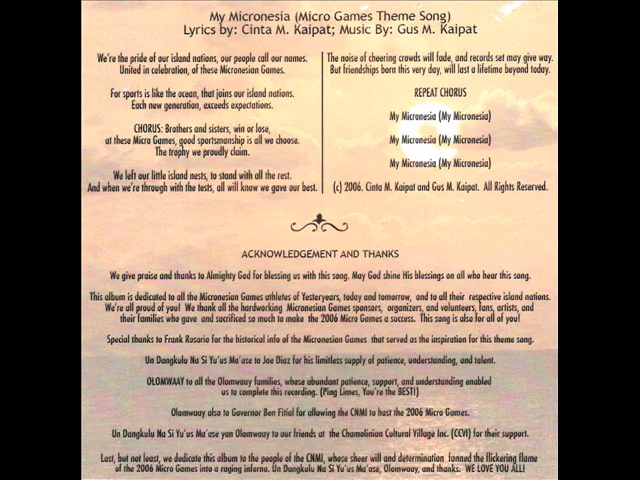 My Micronesia (Micro Games Theme Song)
Lyrics by: Cinta M. Kaipat; Music By: Gus M. Kaipat
We're the pride of our island nations, our people call our names.
United in celebration, of these Micronesian Games.
For sports is like the ocean, that joins our island nations.
Each new generation, exceeds expectations.
CHORUS: Brothers and sisters, win or lose,
at these Micro Games, good sportsmanship is all we choose.
The trophy we proudly claim.
We left our little island nests, to stand with all the rest.
And when we're through with the tests, all will know we gave our best.
The noise of cheering crowds will fade, and records set may give way.
But friendships born this very day, will last a lifetime beyond today.
REPEAT CHORUS
My Micronesia (My Micronesia)
My Micronesia (My Micronesia)
My Micronesia (My Micronesia)
(c) 2006. Cinta M. Kaipat and Gus M. Kaipat. All Rights Reserved.
ACKNOWLEDGEMENT AND THANKS
We give praise and thanks to Almighty God for blessing us with this song. May God shine His blessings on all who hear this song.
This album is dedicated to all the Micronesian Games athletes of Yesteryears, today and tomorrow, and to all their respective island nations.
We're all proud of you! We thank all the hardworking Micronesian Games sponsors, organizers, and volunteers, fans, artists, and
their families who gave and sacrificed so much to make the 2006 Micro Games a success. This song is also for all of you!
Special thanks to Frank Rosario for the historical info of the Micronesian Games that served as the inspiration for this theme song.
Un Dangkulu Na Si Yu'us Ma'ase to Joe Diaz for his limitless supply of patience, understanding, and talent.
OLOMWAAY to all the Olomwaay families, whose abundant patience, support, and understanding enabled
us to complete this recording. (Ping Limes, You're the BEST!)
Olomwaay also to Governor Ben Fitial for allowing the CNMI to host the 2006 Micro Games.
Un Dangkulu Na Si Yu'us Ma'ase yan Olomwaay to our friends at the Chamolinian Cultural Village Inc. (CCVI) for their support.
Last, but not least, we dedicate this album to the people of the CNMI, whose sheer will and determination fanned the flickering flame
of the 2006 Micro Games into a raging inferno. Un Dangkulu Na Si Yu'us Ma'ase, Olomwaay, and thanks. WE LOVE YOU ALL!